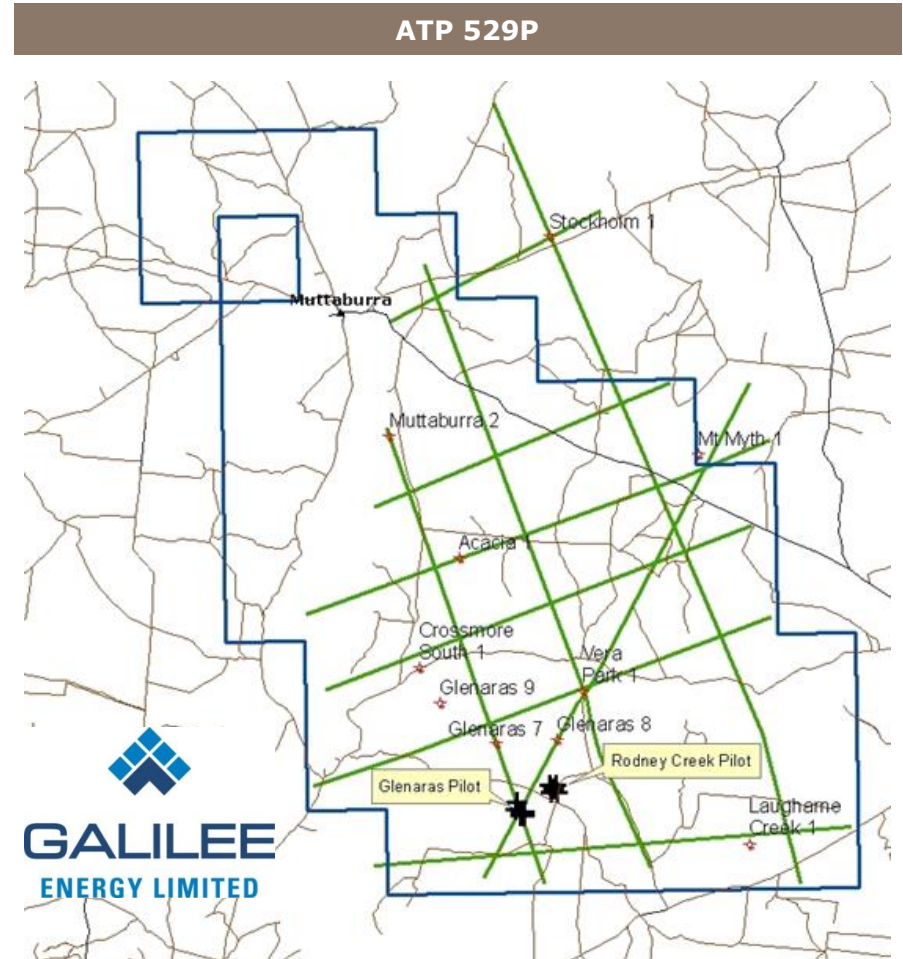 ATP 529P
Stockholm 1
Muttaburra
Muttaburra 2
Mt Myth 1
Acacia 1
Crossmore
South 1
Vera
Park 1
Glenaras 9
Glenaras 7
Glenaras 8
Rodney Creek Pilot
Glenaras Pilot
Laugharne
Creek 1
GALILEE
ENERGY LIMITED